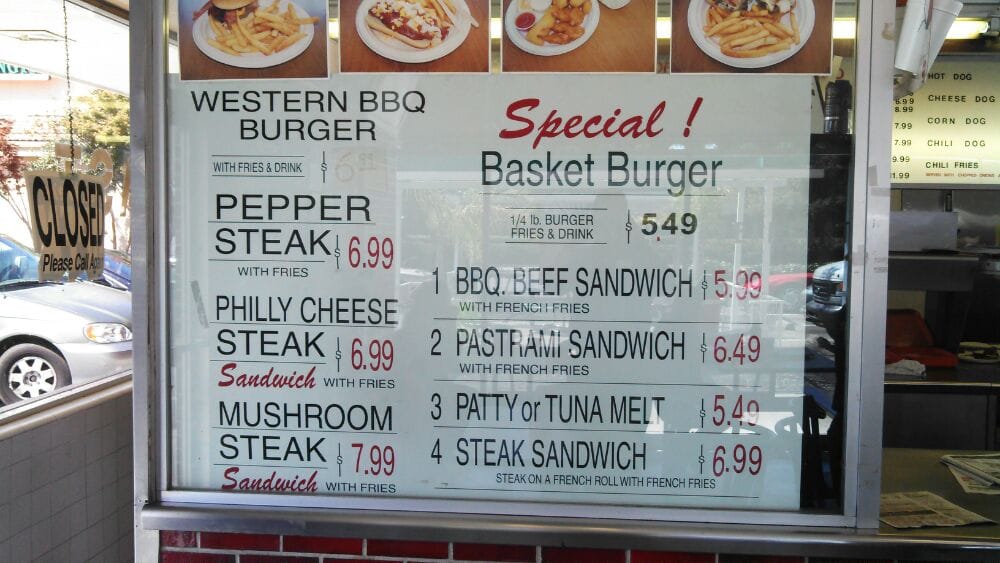 WESTERN BBQ
BURGER
WITH FRIES & DRINK $
PEPPER
STEAK $ 6.99
WITH FRIES
PHILLY CHEESE
STEAK $ 6.99
Sandwich WITH FRIES
MUSHROOM
STEAK $ 7.99
Sandwich WITH FRIES
Special !
Basket Burger
1/4 lb. BURGER
FRIES & DRINK $ 5.49
1 BBQ. BEEF SANDWICH $ 5.99
WITH FRENCH FRIES
2 PASTRAMI SANDWICH $ 6.49
WITH FRENCH FRIES
3 PATTY or TUNA MELT $ 5.49
4 STEAK SANDWICH $ 6.99
STEAK ON A FRENCH ROLL WITH FRENCH FRIES
CLOSED
Please Call
HOT DOG
CHEESE DOG
CORN DOG
CHILI DOG
CHILI FRIES